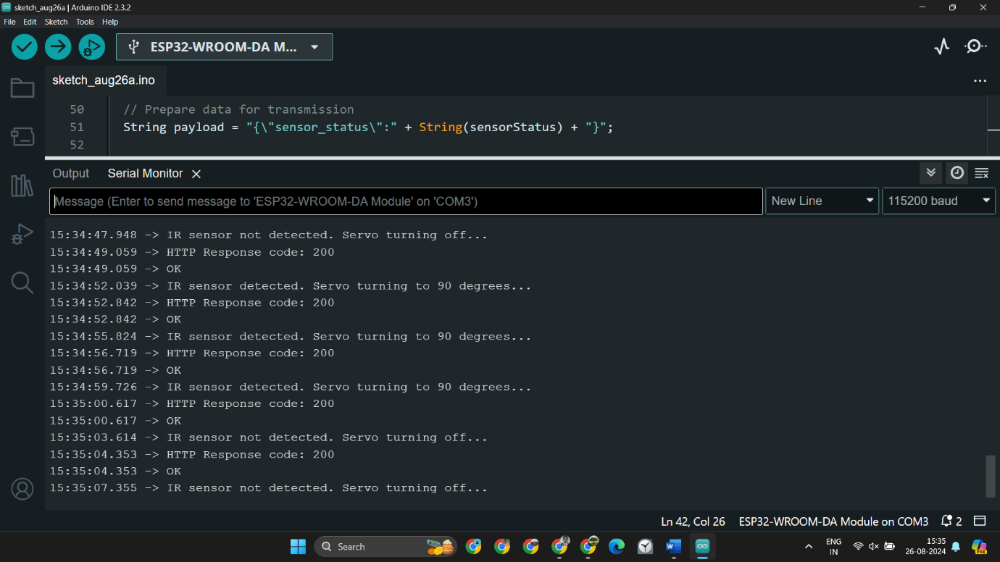 sketch_aug26a | Arduino IDE 2.3.2
File Edit Sketch Tools Help
ESP32-WROOM-DA M...
sketch_aug26a.ino
50 // Prepare data for transmission
51 String payload = "{\"sensor_status\":" + String(sensorStatus) + "}";
52
Output Serial Monitor
Message (Enter to send message to 'ESP32-WROOM-DA Module' on 'COM3') New Line 115200 baud
15:34:47.948 -> IR sensor not detected. Servo turning off...
15:34:49.059 -> HTTP Response code: 200
15:34:49.059 -> OK
15:34:52.039 -> IR sensor detected. Servo turning to 90 degrees...
15:34:52.842 -> HTTP Response code: 200
15:34:52.842 -> OK
15:34:55.824 -> IR sensor detected. Servo turning to 90 degrees...
15:34:56.719 -> HTTP Response code: 200
15:34:56.719 -> OK
15:34:59.726 -> IR sensor detected. Servo turning to 90 degrees...
15:35:00.617 -> HTTP Response code: 200
15:35:00.617 -> OK
15:35:03.614 -> IR sensor not detected. Servo turning off...
15:35:04.353 -> HTTP Response code: 200
15:35:04.353 -> OK
15:35:07.355 -> IR sensor not detected. Servo turning off...
Ln 42, Col 26 ESP32-WROOM-DA Module on COM3 2
Search
ENG
IN
15:35
26-08-2024
PRE